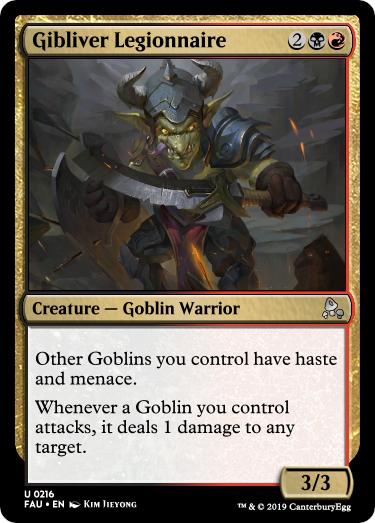 Gibliver Legionnaire 2
Creature — Goblin Warrior
Other Goblins you control have haste
and menace.
Whenever a Goblin you control
attacks, it deals 1 damage to any
target.
3/3
U 0216
FAU • EN Kim Jieyong
™ & © 2019 CanterburyEgg